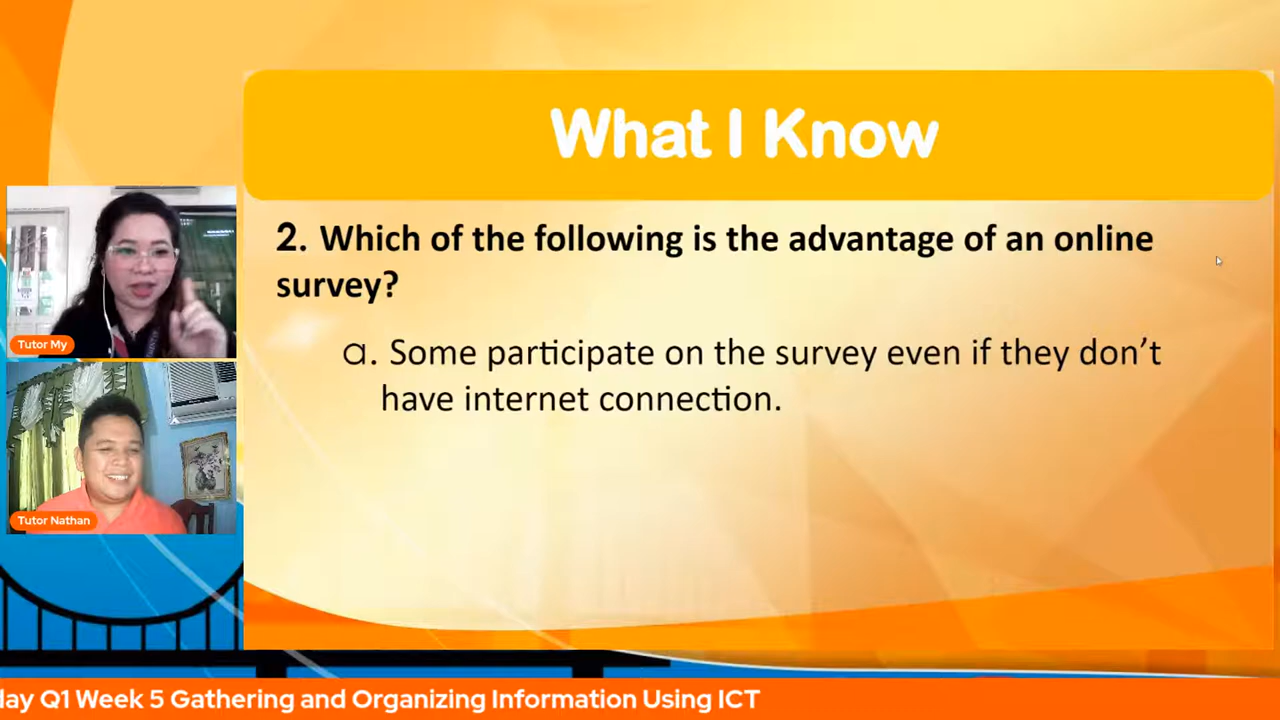 What I Know
2. Which of the following is the advantage of an online
survey?
a. Some participate on the survey even if they don't
have internet connection.
Tutor My
Tutor Nathan
day Q1 Week 5 Gathering and Organizing Information Using ICT